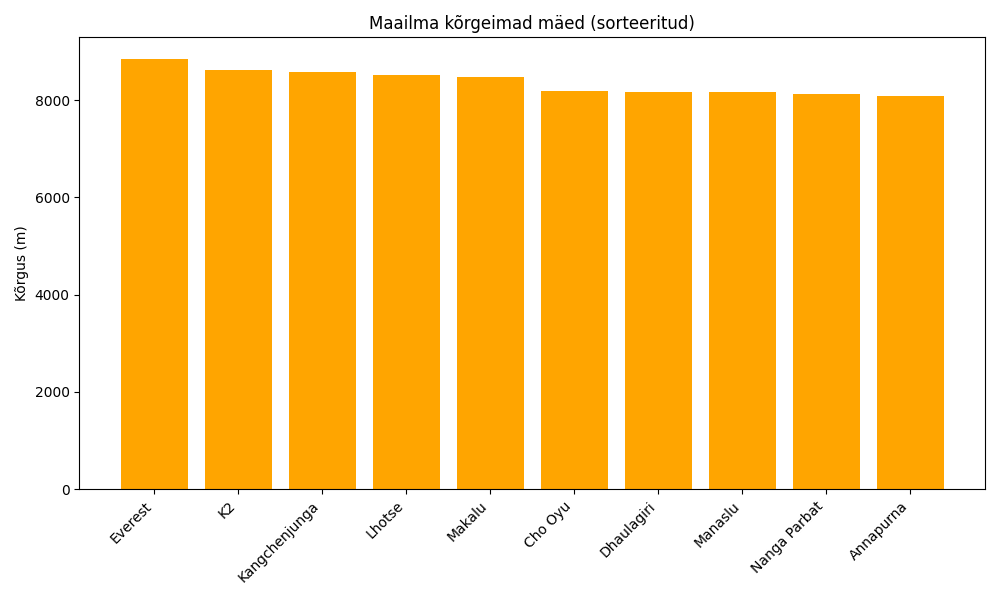 Maailma kõrgeimad mäed (sorteeritud)
Kõrgus (m)
8000
6000
4000
2000
0
Everest
K2
Kangchenjunga
Lhotse
Makalu
Cho Oyu
Dhaulagiri
Manaslu
Nanga Parbat
Annapurna